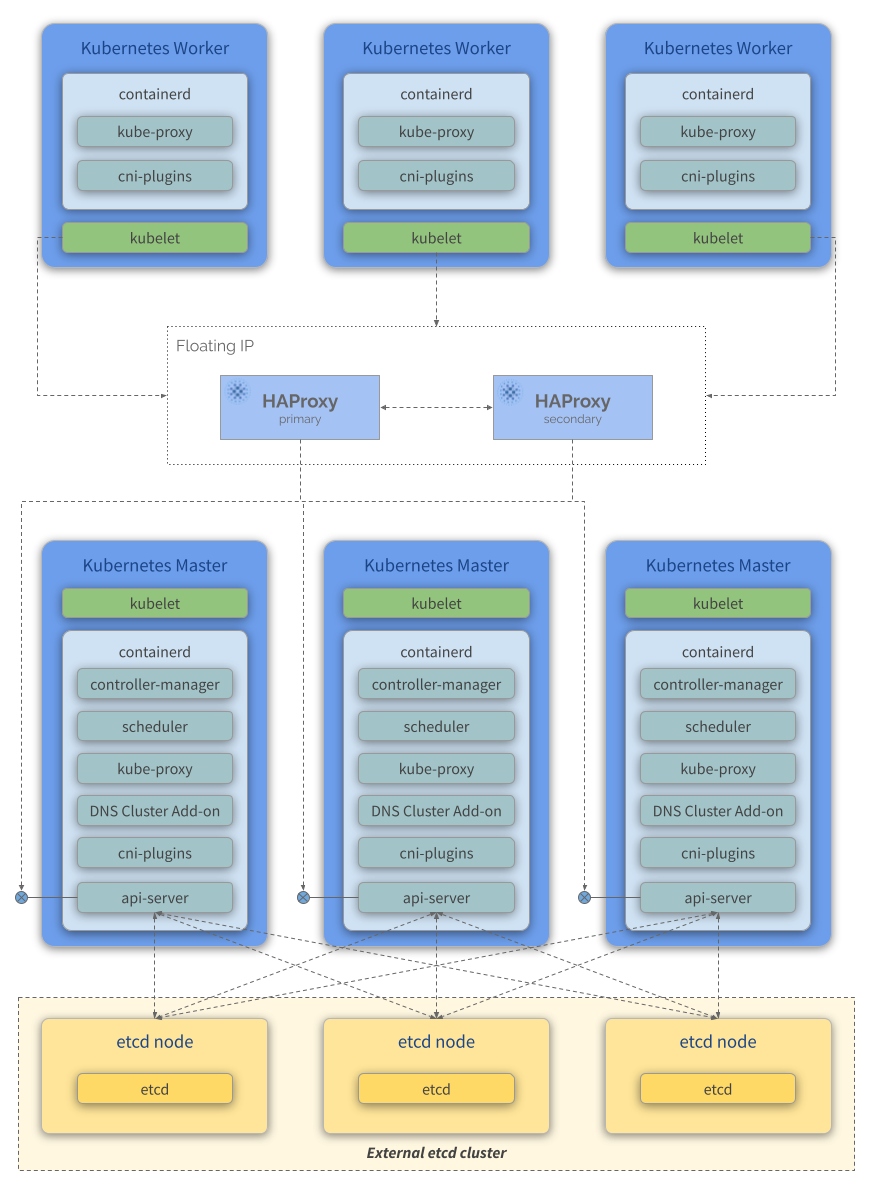 Kubernetes Worker
containerd
kube-proxy
cni-plugins
kubelet
Kubernetes Worker
containerd
kube-proxy
cni-plugins
kubelet
Kubernetes Worker
containerd
kube-proxy
cni-plugins
kubelet
Floating IP
HAProxy
primary
HAProxy
secondary
Kubernetes Master
kubelet
containerd
controller-manager
scheduler
kube-proxy
DNS Cluster Add-on
cni-plugins
api-server
Kubernetes Master
kubelet
containerd
controller-manager
scheduler
kube-proxy
DNS Cluster Add-on
cni-plugins
api-server
Kubernetes Master
kubelet
containerd
controller-manager
scheduler
kube-proxy
DNS Cluster Add-on
cni-plugins
api-server
etcd node
etcd
etcd node
etcd
etcd node
etcd
External etcd cluster